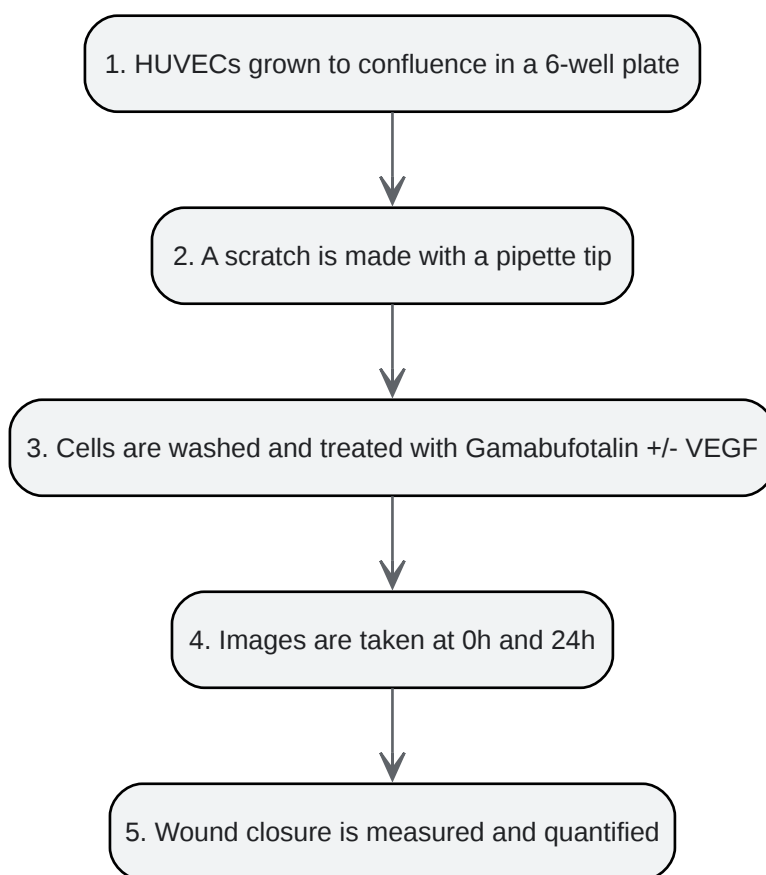 1. HUVECs grown to confluence in a 6-well plate
2. A scratch is made with a pipette tip
3. Cells are washed and treated with Gamabufotalin +/- VEGF
4. Images are taken at 0h and 24h
5. Wound closure is measured and quantified